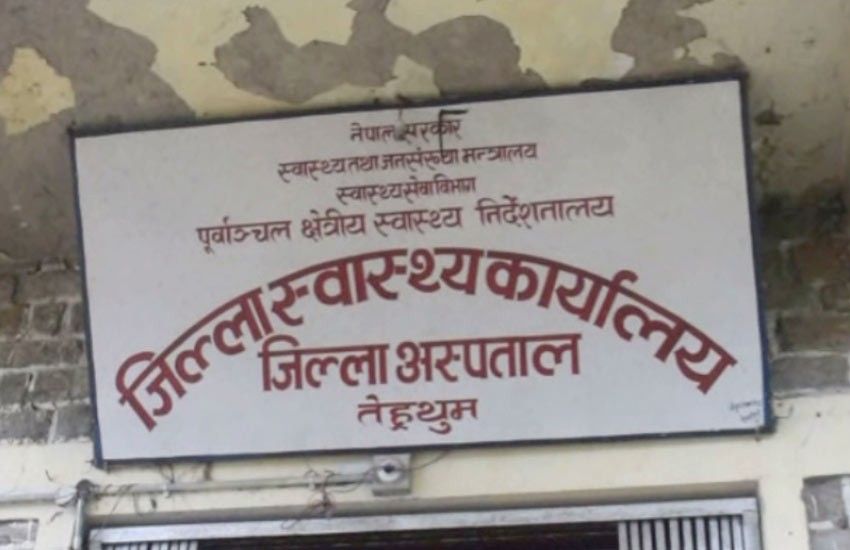 नेपाल सरकार
स्वास्थ्य तथा जनसंख्या मन्त्रालय
स्वास्थ्य सेवा विभाग
पूर्वाञ्चल क्षेत्रीय स्वास्थ्य निर्देशनालय
जिल्ला स्वास्थ्य कार्यालय
जिल्ला अस्पताल
तेह्रथुम